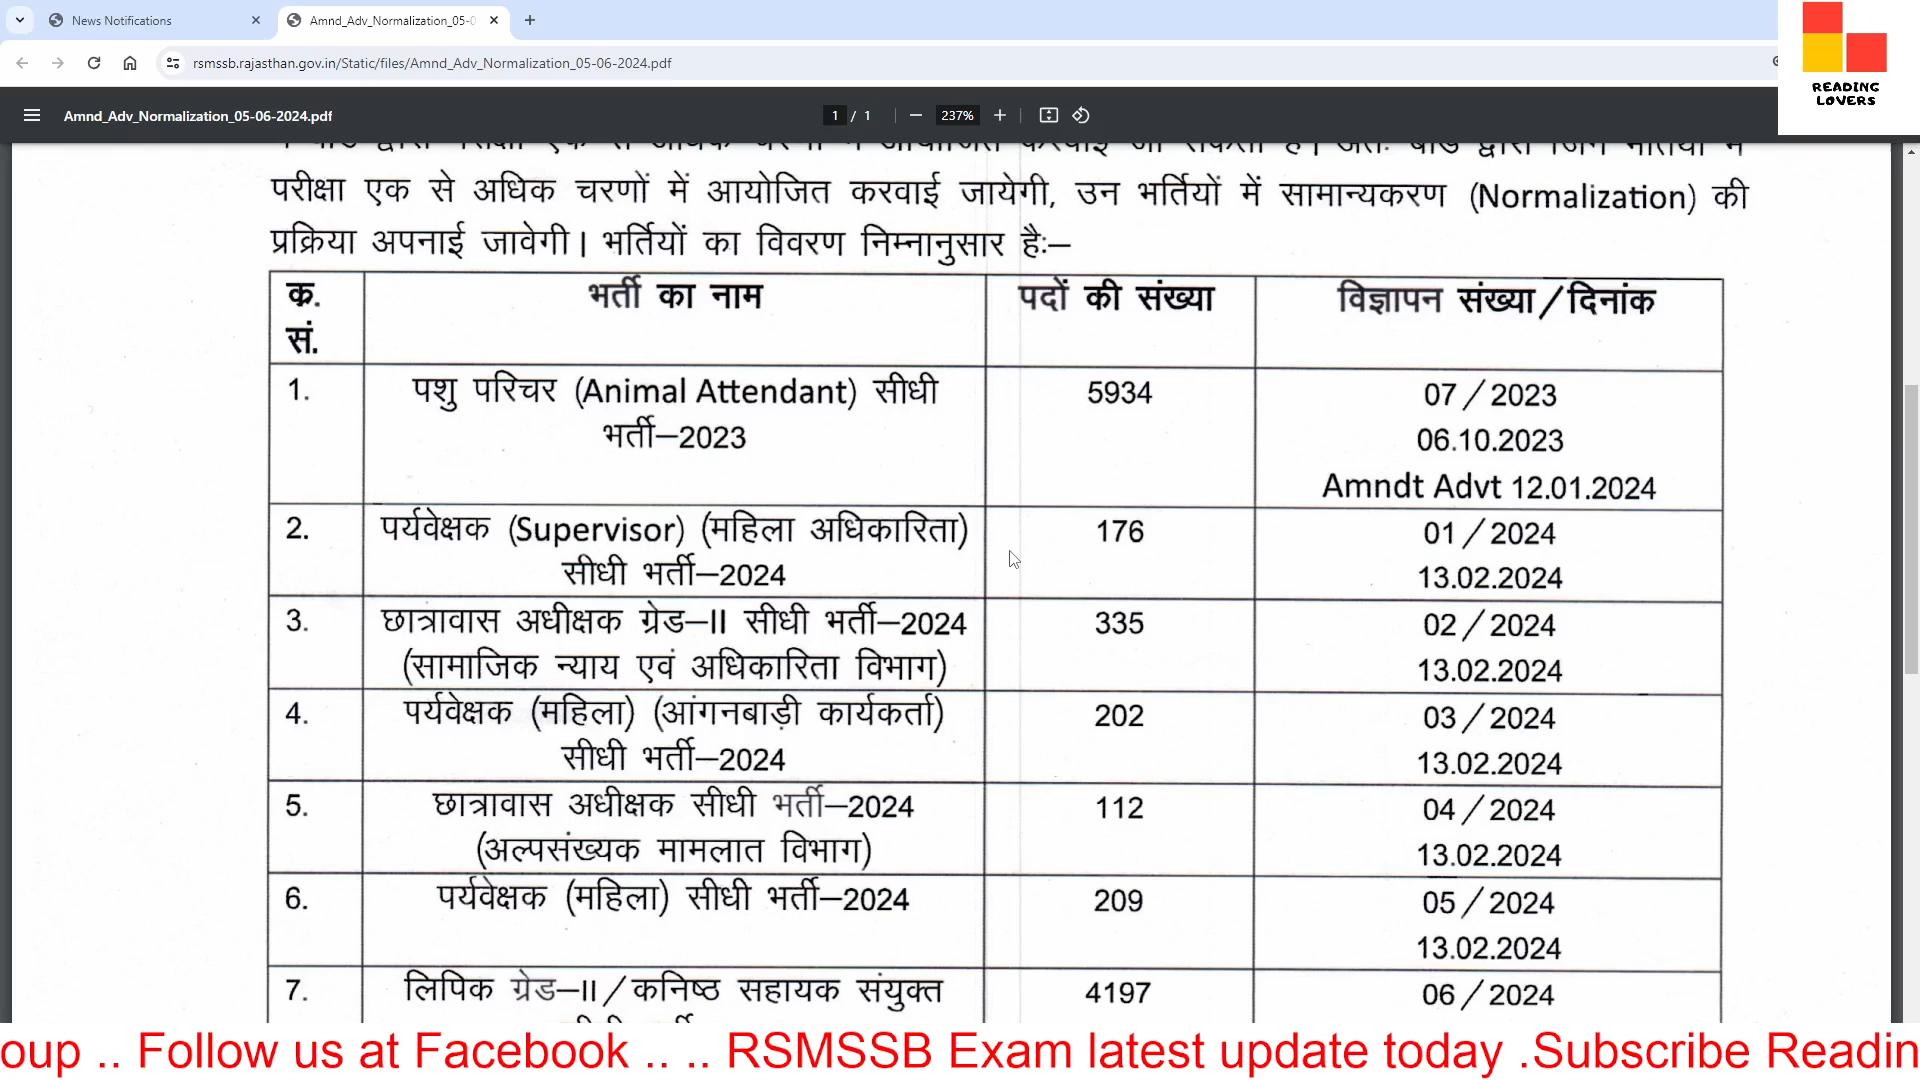 News Notifications
Amnd_Adv_Normalization_05-0
rsmssb.rajasthan.gov.in/Static/files/Amnd_Adv_Normalization_05-06-2024.pdf
READING
LOVERS
Amnd_Adv_Normalization_05-06-2024.pdf
1 / 1
237%
परीक्षा एक से अधिक चरणों में आयोजित करवाई जायेगी, उन भर्तियों में सामान्यकरण (Normalization) की
प्रक्रिया अपनाई जावेगी। भर्तियों का विवरण निम्नानुसार है:—
क्र. सं. भर्ती का नाम पदों की संख्या विज्ञापन संख्या/दिनांक
1. पशु परिचर (Animal Attendant) सीधी 5934 07/2023
भर्ती—2023 06.10.2023
Amndt Advt 12.01.2024
2. पर्यवेक्षक (Supervisor) (महिला अधिकारिता) 176 01/2024
सीधी भर्ती—2024 13.02.2024
3. छात्रावास अधीक्षक ग्रेड—II सीधी भर्ती—2024 335 02/2024
(सामाजिक न्याय एवं अधिकारिता विभाग) 13.02.2024
4. पर्यवेक्षक (महिला) (आंगनबाड़ी कार्यकर्ता) 202 03/2024
सीधी भर्ती—2024 13.02.2024
5. छात्रावास अधीक्षक सीधी भर्ती—2024 112 04/2024
(अल्पसंख्यक मामलात विभाग) 13.02.2024
6. पर्यवेक्षक (महिला) सीधी भर्ती—2024 209 05/2024
13.02.2024
7. लिपिक ग्रेड—II/कनिष्ठ सहायक संयुक्त 4197 06/2024
oup .. Follow us at Facebook .. .. RSMSSB Exam latest update today .Subscribe Readin